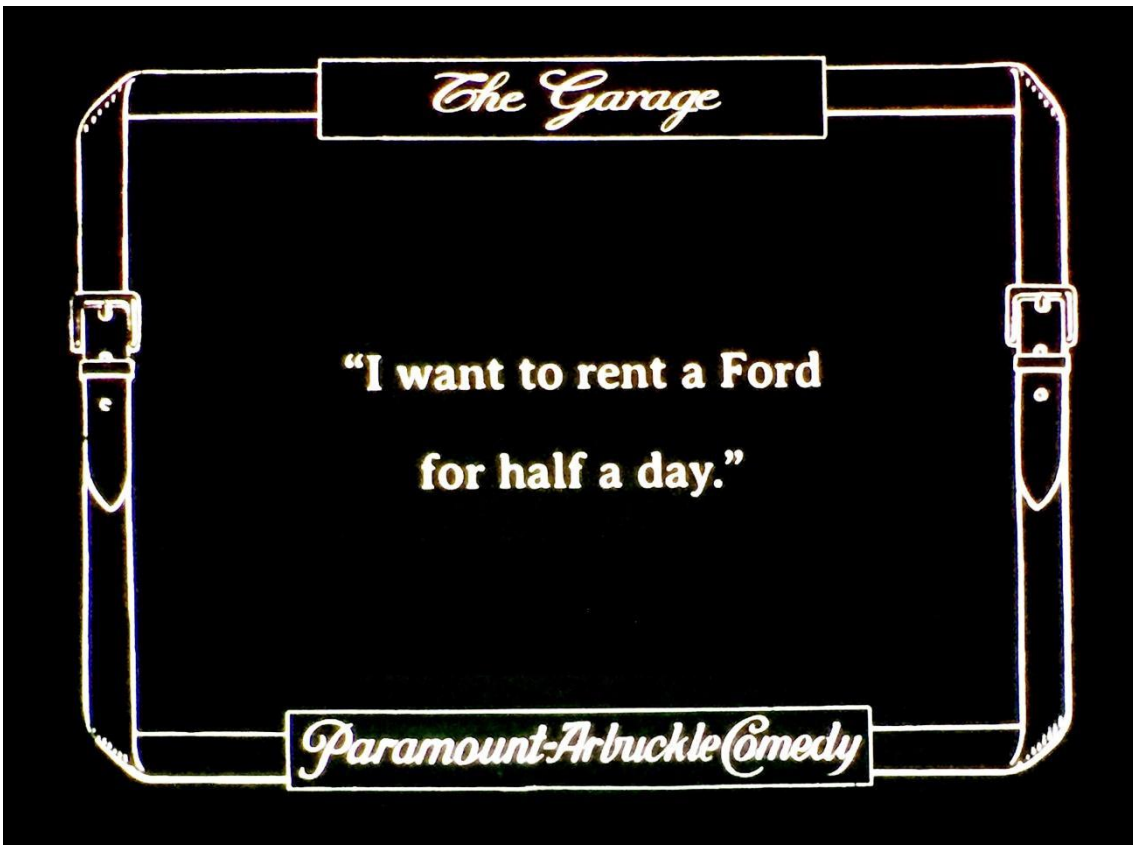 The Garage
“I want to rent a Ford
for half a day.”
Paramount-Arbuckle Comedy